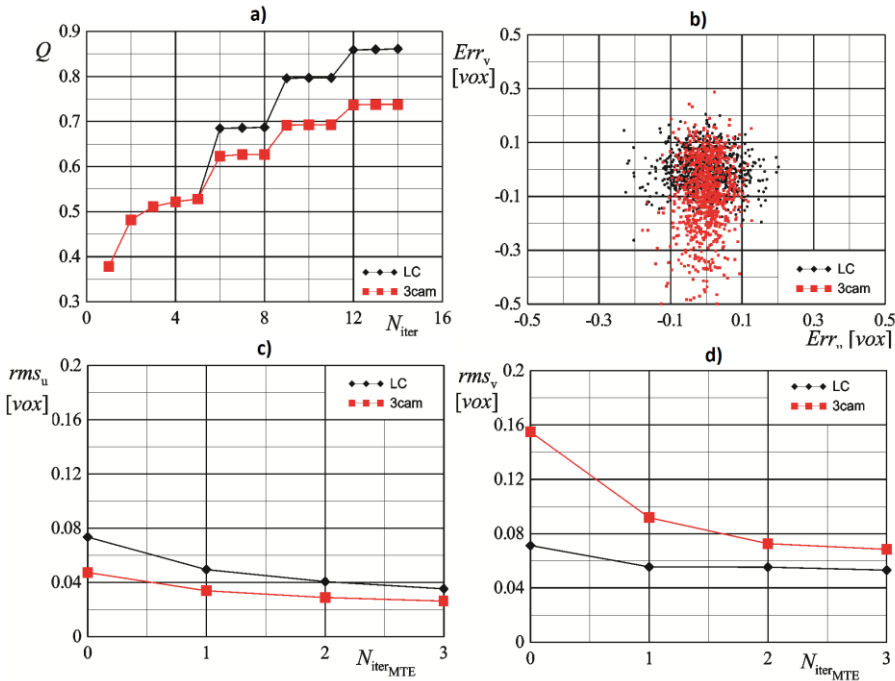 a)
Q
0.9
0.8
0.7
0.6
0.5
0.4
0.3
0 4 8 12 16
N_iter
LC
3cam
b)
Err_v
[vox]
0.5
0.3
0.1
-0.1
-0.3
-0.5
-0.5 -0.3 -0.1 0.1 0.3 0.5
Err_u [vox]
LC
3cam
c)
rms_u
[vox]
0.2
0.16
0.12
0.08
0.04
0
0 1 2 3
N_iter_MTE
LC
3cam
d)
rms_v
[vox]
0.2
0.16
0.12
0.08
0.04
0
0 1 2 3
N_iter_MTE
LC
3cam